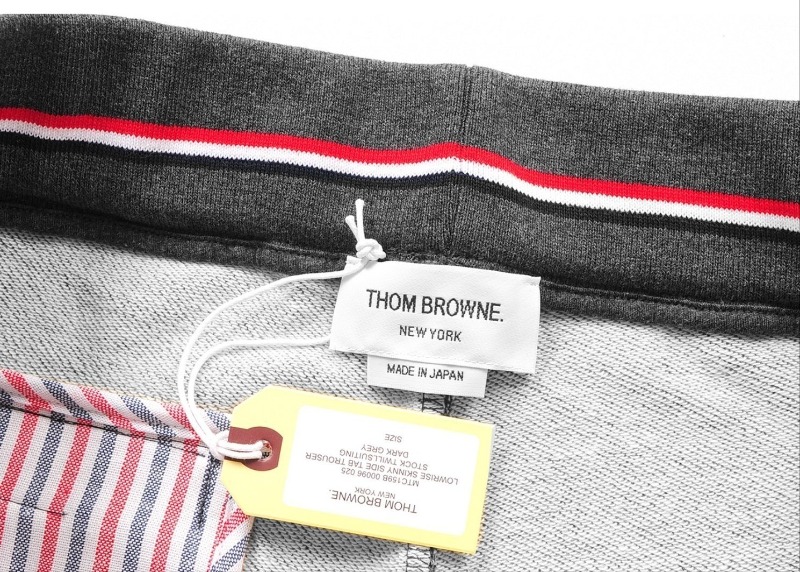 THOM BROWNE.
NEW YORK
MADE IN JAPAN
THOM BROWNE.
NEW YORK
MTC159B 00096 025
LOWRISE SKINNY SIDE TAB TROUSER
STOCK TWILLSUITING
DARK GREY
SIZE